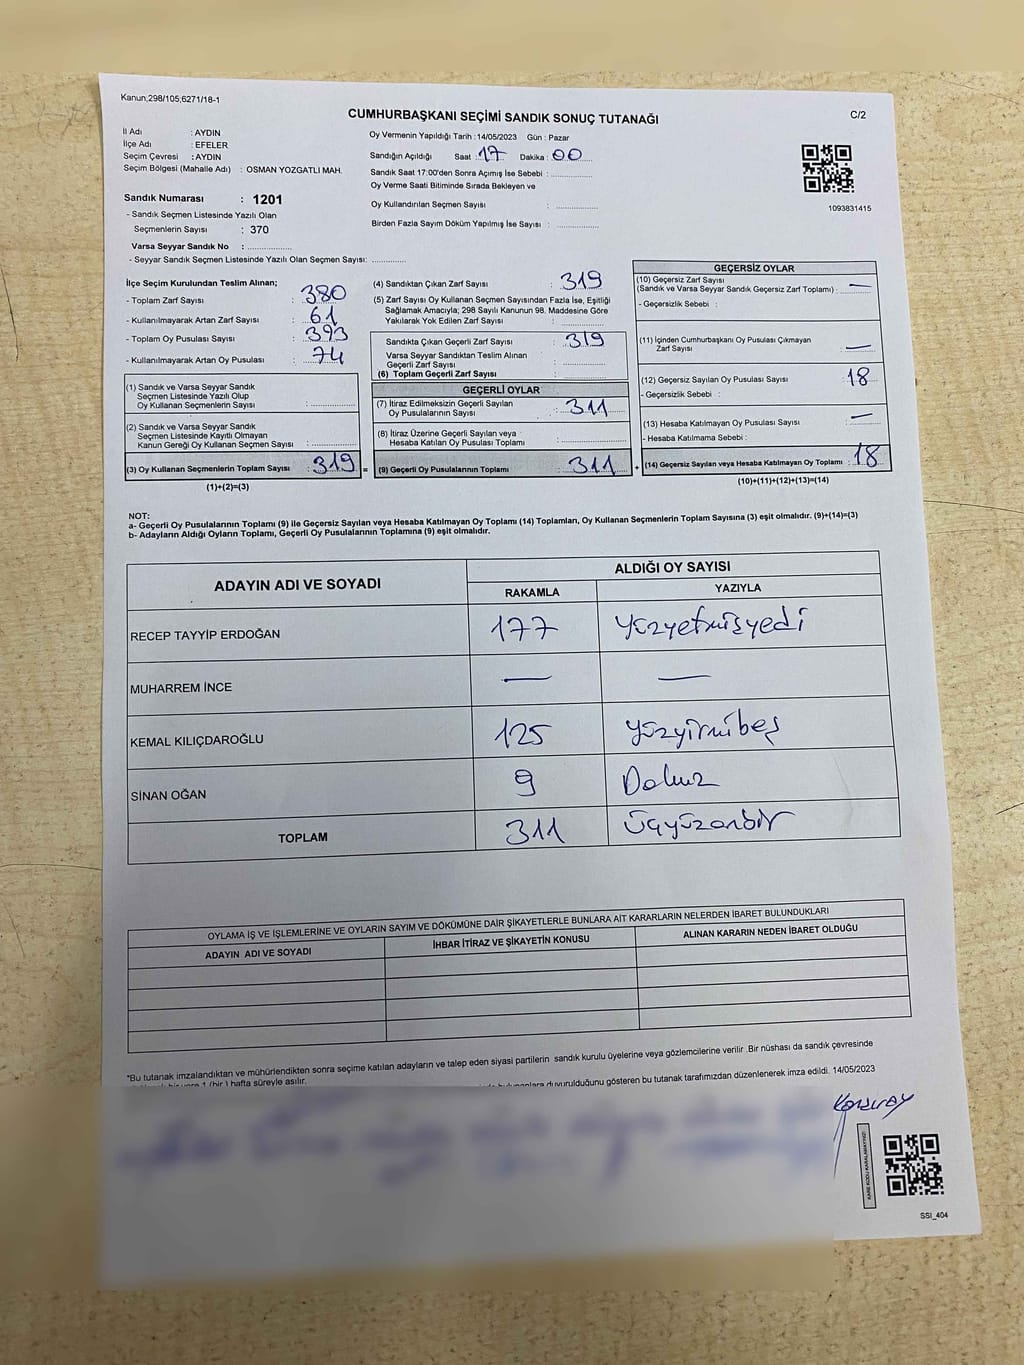 Kanun;298/105;6271/18-1
CUMHURBAŞKANI SEÇİMİ SANDIK SONUÇ TUTANAĞI
C/2
İl Adı : AYDIN
İlçe Adı : EFELER
Seçim Çevresi : AYDIN
Seçim Bölgesi (Mahalle Adı) : OSMAN YOZGATLI MAH.
Sandık Numarası : 1201
- Sandık Seçmen Listesinde Yazılı Olan
Seçmenlerin Sayısı : 370
Varsa Seyyar Sandık No : ................
- Seyyar Sandık Seçmen Listesinde Yazılı Olan Seçmen Sayısı: ............
Oy Vermenin Yapıldığı Tarih : 14/05/2023 Gün : Pazar
Sandığın Açıldığı Saat : 17 Dakika : 00
Sandık Saat 17:00'den Sonra Açımış İse Sebebi : ..............
Oy Verme Saati Bitiminde Sırada Bekleyen ve
Oy Kullandırılan Seçmen Sayısı : ..............
Birden Fazla Sayım Döküm Yapılmış İse Sayısı : ..............
1093831415
İlçe Seçim Kurulundan Teslim Alınan;
- Toplam Zarf Sayısı : 380
- Kullanılmayarak Artan Zarf Sayısı : 61
- Toplam Oy Pusulası Sayısı : 393
- Kullanılmayarak Artan Oy Pusulası : 74
(1) Sandık ve Varsa Seyyar Sandık
Seçmen Listesinde Yazılı Olup
Oy Kullanan Seçmenlerin Sayısı : ..............
(2) Sandık ve Varsa Seyyar Sandık
Seçmen Listesinde Kayıtlı Olmayan
Kanun Gereği Oy Kullanan Seçmen Sayısı : ..............
(3) Oy Kullanan Seçmenlerin Toplam Sayısı : 319 =
(1)+(2)=(3)
(4) Sandıktan Çıkan Zarf Sayısı : 319
(5) Zarf Sayısı Oy Kullanan Seçmen Sayısından Fazla İse, Eşitliği
Sağlamak Amacıyla; 298 Sayılı Kanunun 98. Maddesine Göre
Yakılarak Yok Edilen Zarf Sayısı : ..............
Sandıkta Çıkan Geçerli Zarf Sayısı : 319
Varsa Seyyar Sandıktan Teslim Alınan
Geçerli Zarf Sayısı : ..............
(6) Toplam Geçerli Zarf Sayısı : ..............
GEÇERLİ OYLAR
(7) İtiraz Edilmeksizin Geçerli Sayılan
Oy Pusulalarının Sayısı : 311
(8) İtiraz Üzerine Geçerli Sayılan veya
Hesaba Katılan Oy Pusulası Toplamı : ..............
(9) Geçerli Oy Pusulalarının Toplamı : 311 +
GEÇERSİZ OYLAR
(10) Geçersiz Zarf Sayısı
(Sandık ve Varsa Seyyar Sandık Geçersiz Zarf Toplamı) : —
- Geçersizlik Sebebi :
(11) İçinden Cumhurbaşkanı Oy Pusulası Çıkmayan
Zarf Sayısı : —
(12) Geçersiz Sayılan Oy Pusulası Sayısı : 18
- Geçersizlik Sebebi :
(13) Hesaba Katılmayan Oy Pusulası Sayısı : —
- Hesaba Katılmama Sebebi :
(14) Geçersiz Sayılan veya Hesaba Katılmayan Oy Toplamı : 18
(10)+(11)+(12)+(13)=(14)
NOT:
a- Geçerli Oy Pusulalarının Toplamı (9) ile Geçersiz Sayılan veya Hesaba Katılmayan Oy Toplamı (14) Toplamları, Oy Kullanan Seçmenlerin Toplam Sayısına (3) eşit olmalıdır. (9)+(14)=(3)
b- Adayların Aldığı Oyların Toplamı, Geçerli Oy Pusulalarının Toplamına (9) eşit olmalıdır.
ADAYIN ADI VE SOYADI
ALDIĞI OY SAYISI
RAKAMLA YAZIYLA
RECEP TAYYİP ERDOĞAN 177 Yüzyetmişyedi
MUHARREM İNCE — —
KEMAL KILIÇDAROĞLU 125 yüzyirmibeş
SİNAN OĞAN 9 Dokuz
TOPLAM 311 üçyüzonbir
OYLAMA İŞ VE İŞLEMLERİNE VE OYLARIN SAYIM VE DÖKÜMÜNE DAİR ŞİKAYETLERLE BUNLARA AİT KARARLARIN NELERDEN İBARET BULUNDUKLARI
ADAYIN ADI VE SOYADI İHBAR İTİRAZ VE ŞİKAYETİN KONUSU ALINAN KARARIN NEDEN İBARET OLDUĞU
*Bu tutanak imzalandıktan ve mühürlendikten sonra seçime katılan adayların ve talep eden siyasi partilerin sandık kurulu üyelerine veya gözlemcilerine verilir .Bir nüshası da sandık çevresinde
1 (bir ) hafta süreyle asılır.
duyurulduğunu gösteren bu tutanak tarafımızdan düzenlenerek imza edildi. 14/05/2023
KARE KODU KARALAMAYINIZ!
SSI_404